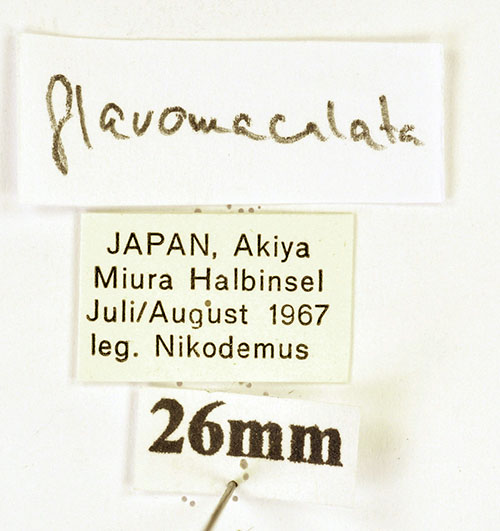 flavomaculata
JAPAN, Akiya
Miura Halbinsel
Juli/August 1967
leg. Nikodemus
26mm